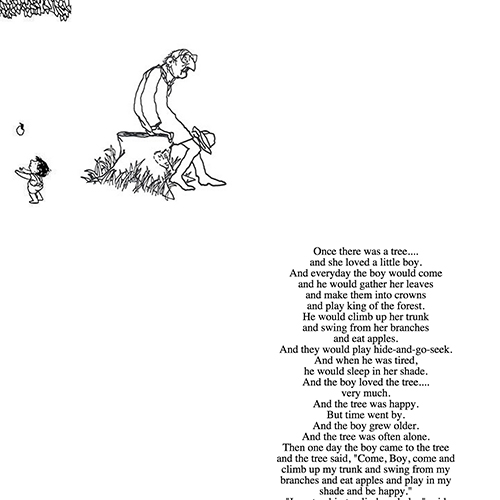 Once there was a tree....
and she loved a little boy.
And everyday the boy would come
and he would gather her leaves
and make them into crowns
and play king of the forest.
He would climb up her trunk
and swing from her branches
and eat apples.
And they would play hide-and-go-seek.
And when he was tired,
he would sleep in her shade.
And the boy loved the tree....
very much.
And the tree was happy.
But time went by.
And the boy grew older.
And the tree was often alone.
Then one day the boy came to the tree
and the tree said, "Come, Boy, come and
climb up my trunk and swing from my
branches and eat apples and play in my
shade and be happy."